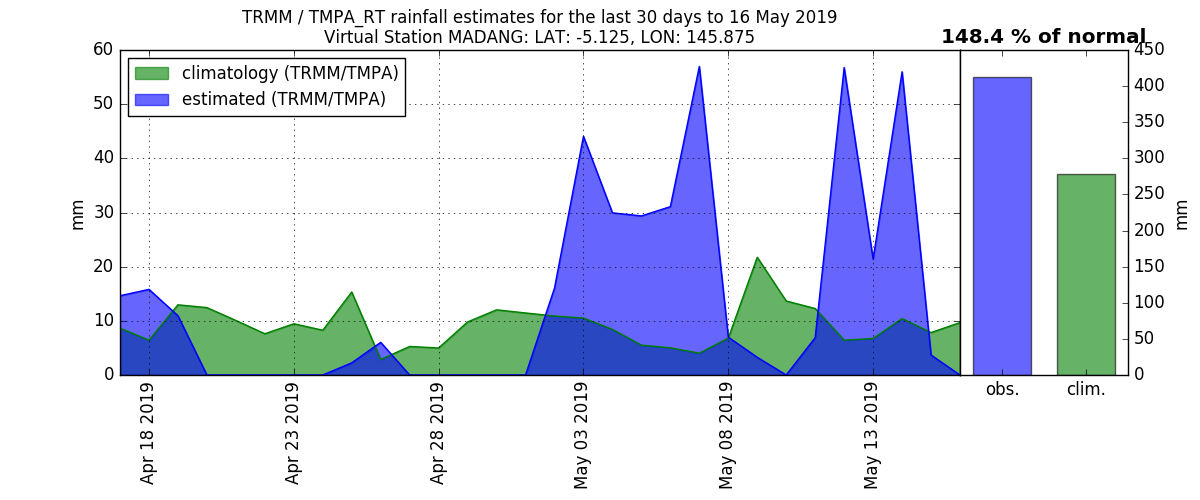 TRMM / TMPA_RT rainfall estimates for the last 30 days to 16 May 2019
Virtual Station MADANG: LAT: -5.125, LON: 145.875
148.4 % of normal
climatology (TRMM/TMPA)
estimated (TRMM/TMPA)
60
50
40
30
20
10
0
mm
Apr 18 2019
Apr 23 2019
Apr 28 2019
May 03 2019
May 08 2019
May 13 2019
450
400
350
300
250
200
150
100
50
0
mm
obs.
clim.